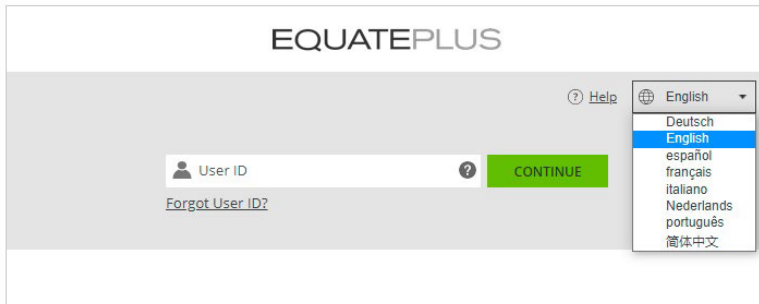 EQUATEPLUS
? Help
English
Deutsch
English
español
français
italiano
Nederlands
português
简体中文
User ID ?
CONTINUE
Forgot User ID?